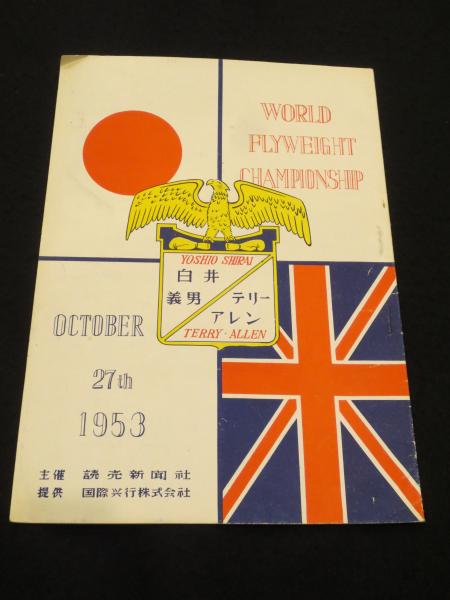 WORLD
FLYWEIGHT
CHAMPIONSHIP
YOSHIO SHIRAI
白井
義男
テリー
アレン
TERRY·ALLEN
OCTOBER
27th
1953
主催 読売新聞社
提供 国際兴行株式会社